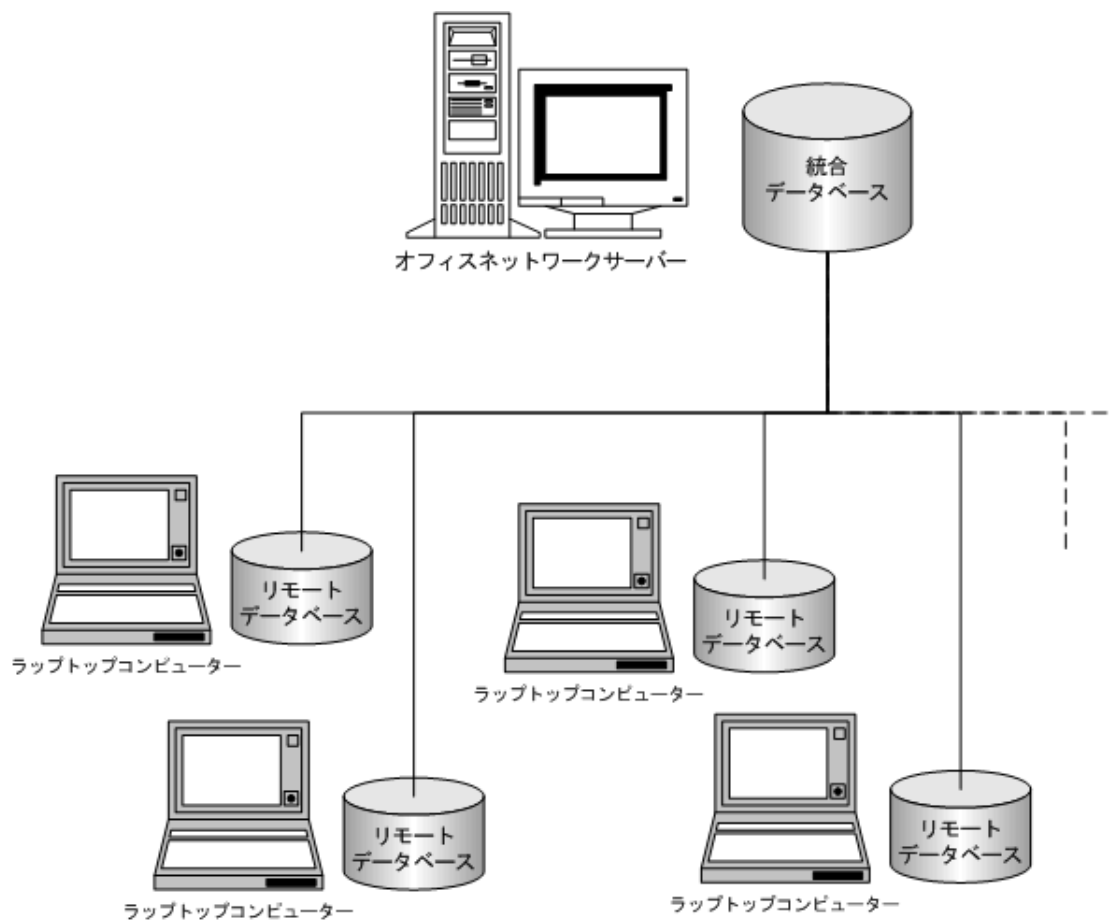 統合
データベース
オフィスネットワークサーバー
リモート
データベース
ラップトップコンピューター
リモート
データベース
ラップトップコンピューター
リモート
データベース
ラップトップコンピューター
リモート
データベース
ラップトップコンピューター